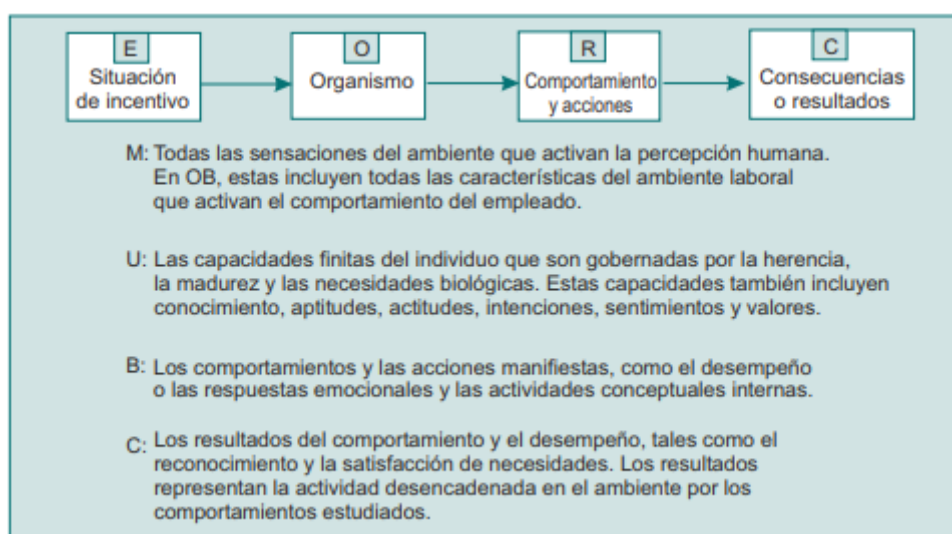 E
Situación
de incentivo
O
Organismo
R
Comportamiento
y acciones
C
Consecuencias
o resultados
M: Todas las sensaciones del ambiente que activan la percepción humana.
En OB, estas incluyen todas las características del ambiente laboral
que activan el comportamiento del empleado.
U: Las capacidades finitas del individuo que son gobernadas por la herencia,
la madurez y las necesidades biológicas. Estas capacidades también incluyen
conocimiento, aptitudes, actitudes, intenciones, sentimientos y valores.
B: Los comportamientos y las acciones manifiestas, como el desempeño
o las respuestas emocionales y las actividades conceptuales internas.
C: Los resultados del comportamiento y el desempeño, tales como el
reconocimiento y la satisfacción de necesidades. Los resultados
representan la actividad desencadenada en el ambiente por los
comportamientos estudiados.